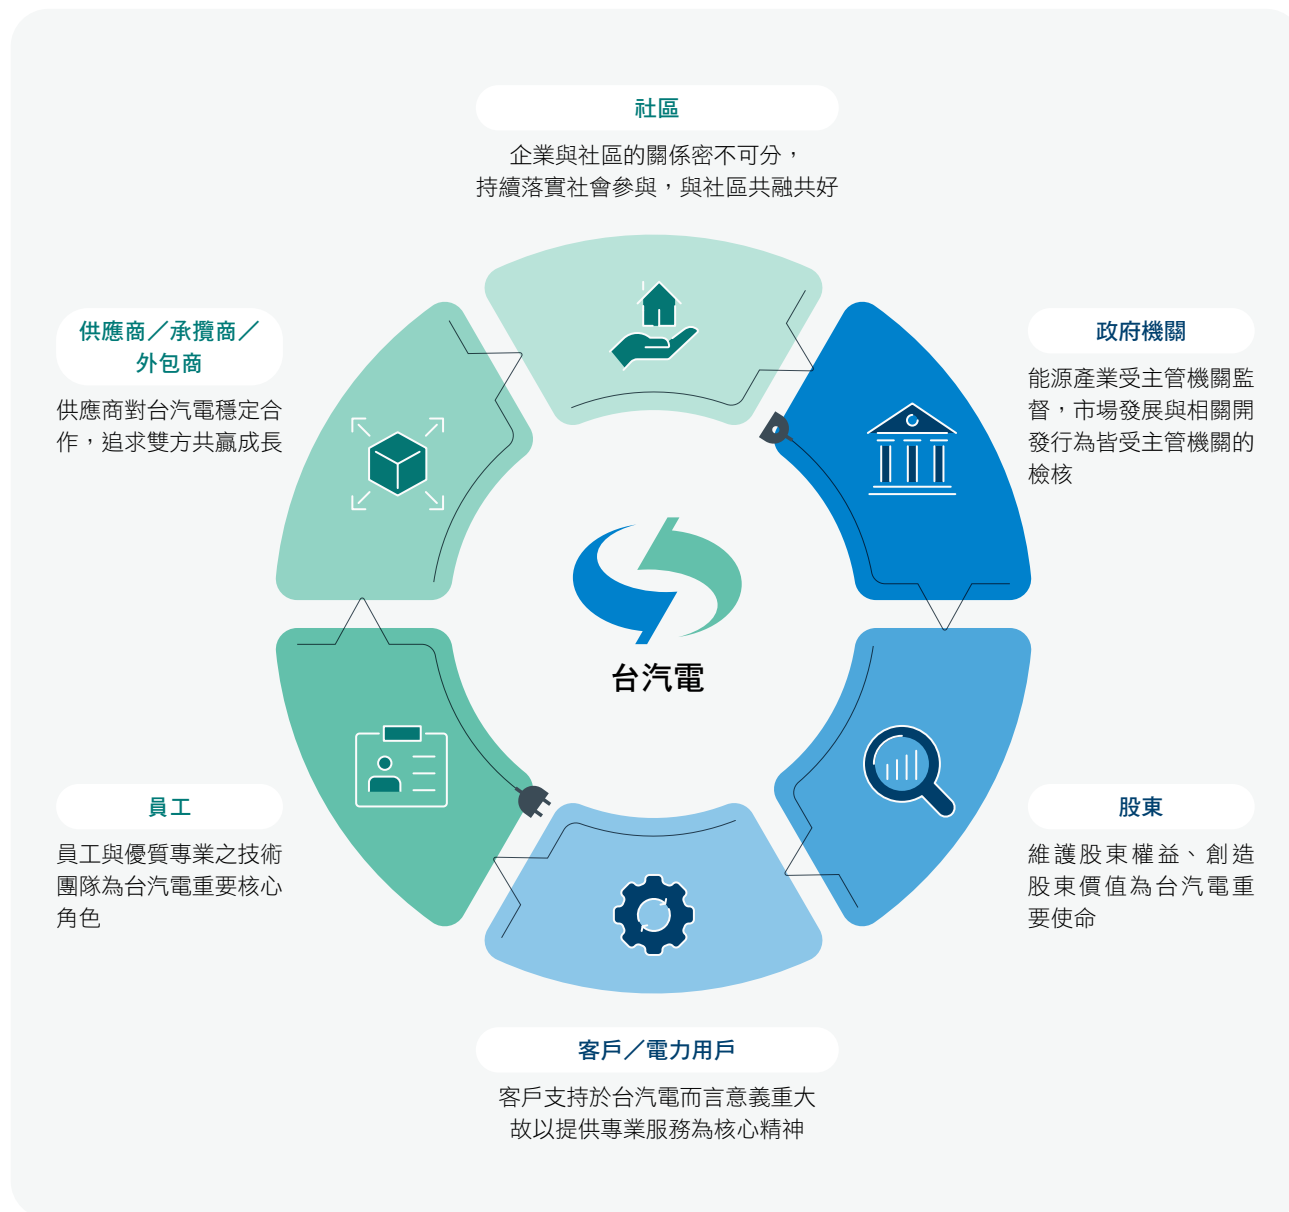 社區
企業與社區的關係密不可分，
持續落實社會參與，與社區共融共好
政府機關
能源產業受主管機關監
督，市場發展與相關開
發行為皆受主管機關的
檢核
股東
維護股東權益、創造
股東價值為台汽電重
要使命
客戶／電力用戶
客戶支持於台汽電而言意義重大
故以提供專業服務為核心精神
員工
員工與優質專業之技術
團隊為台汽電重要核心
角色
供應商／承攬商／
外包商
供應商對台汽電穩定合
作，追求雙方共贏成長
台汽電